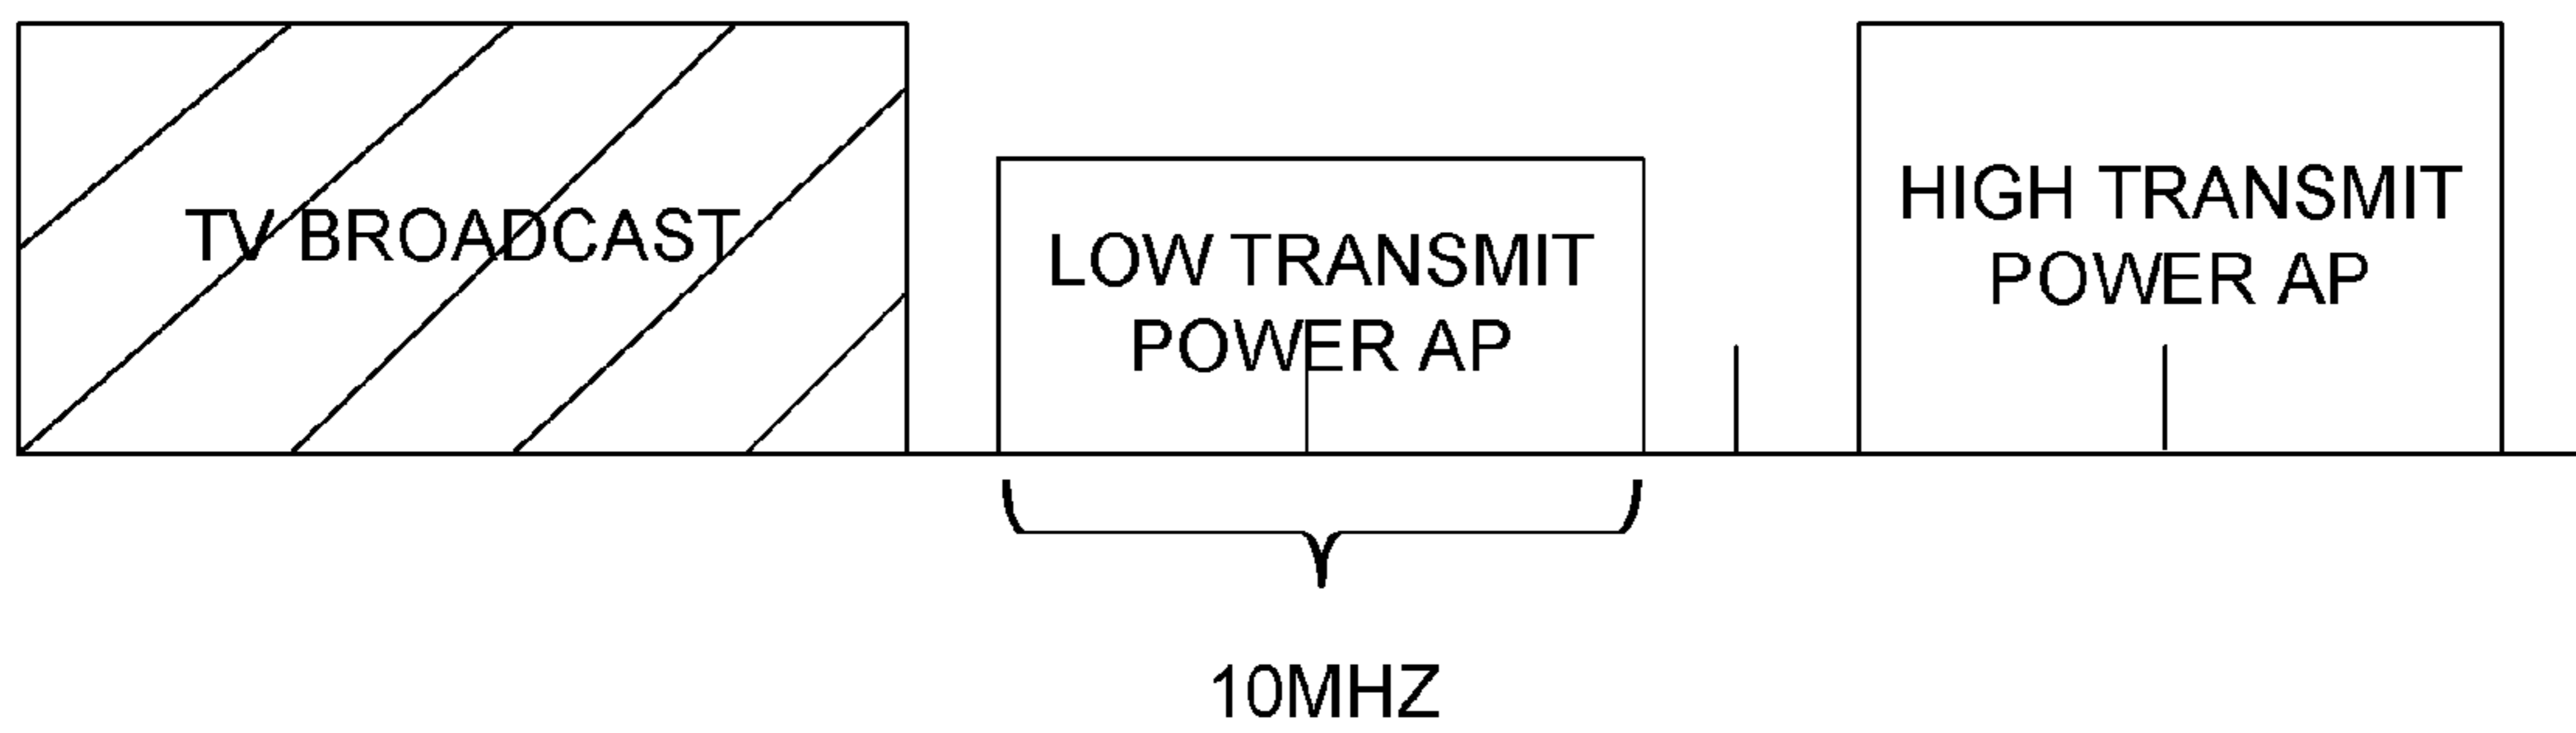 TV BROADCAST
LOW TRANSMIT
POWER AP
HIGH TRANSMIT
POWER AP
10MHZ